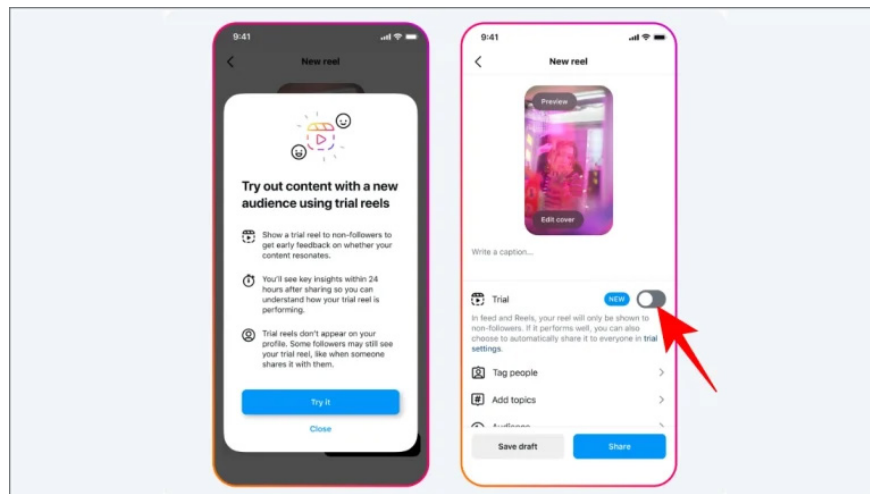 9:41
New reel
Try out content with a new
audience using trial reels
Show a trial reel to non-followers to
get early feedback on whether your
content resonates.
You'll see key insights within 24
hours after sharing so you can
understand how your trial reel is
performing.
Trial reels don't appear on your
profile. Some followers may still see
your trial reel, like when someone
shares it with them.
Try it
Close
9:41
New reel
Preview
Edit cover
Write a caption...
Trial NEW
In feed and Reels, your reel will only be shown to
non-followers. If it performs well, you can also
choose to automatically share it to everyone in trial
settings.
Tag people
Add topics
Audience
Save draft Share